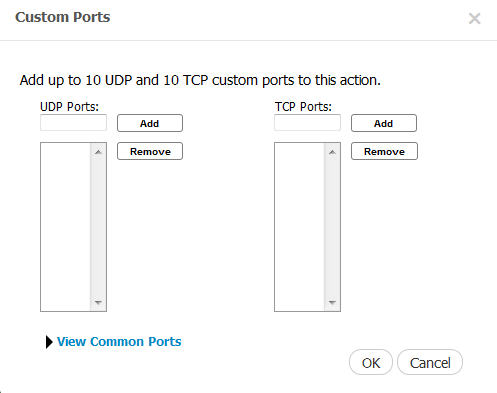 Custom Ports
Add up to 10 UDP and 10 TCP custom ports to this action.
UDP Ports:
TCP Ports:
Add
Add
Remove
Remove
View Common Ports
OK
Cancel